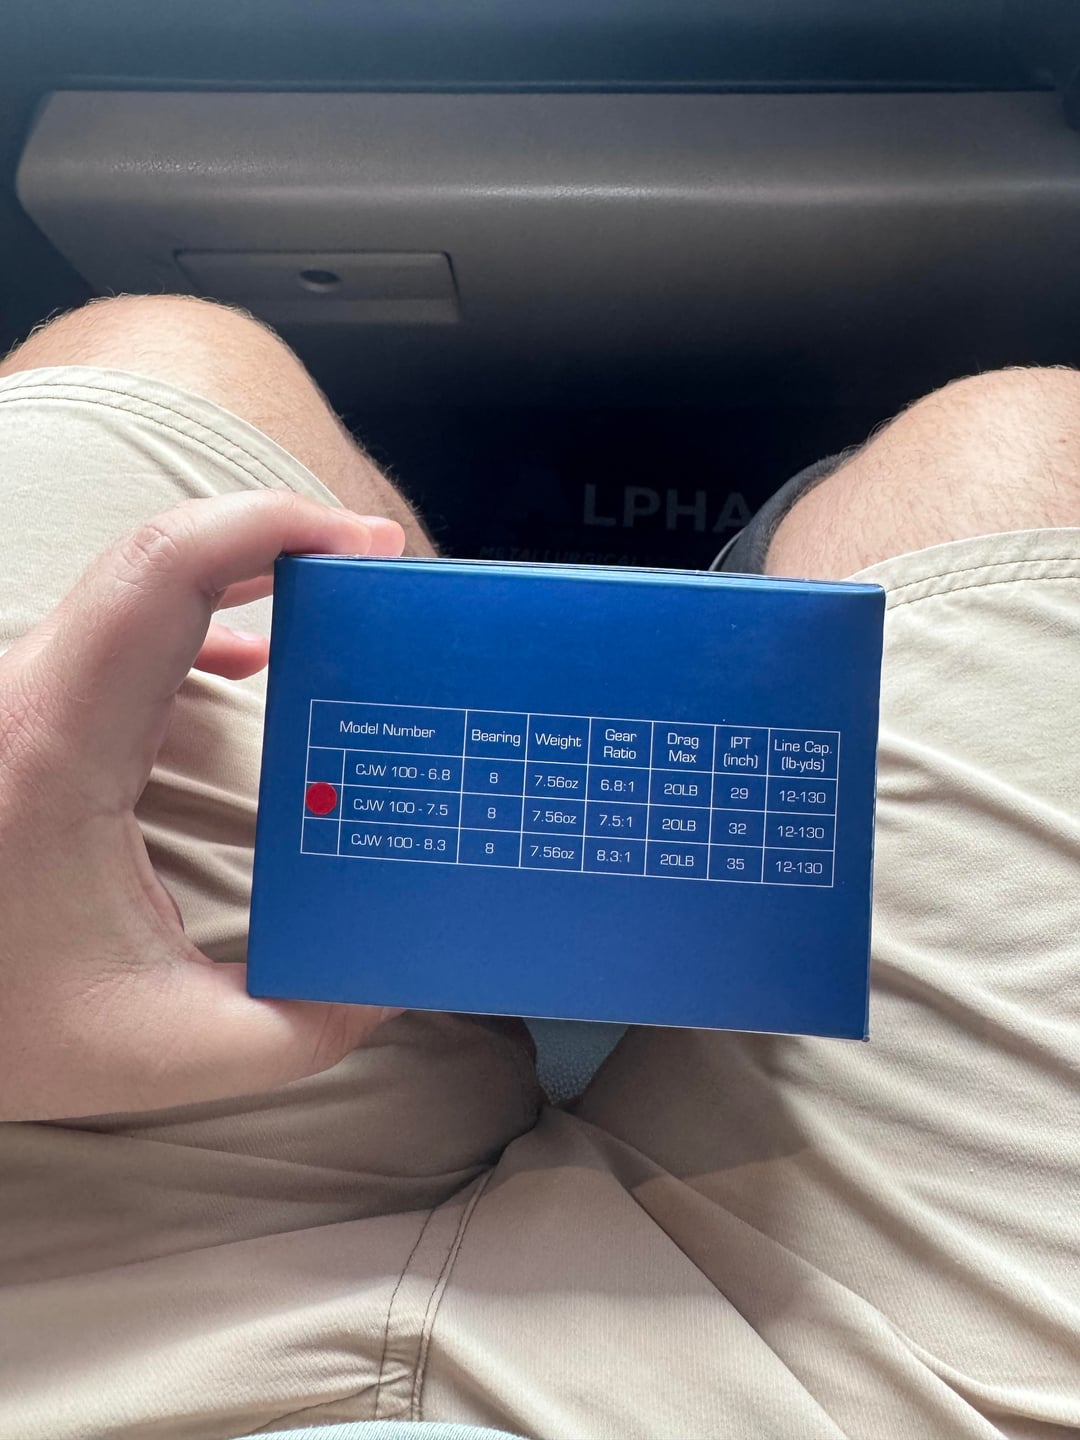 LPHA
METALLURGICAL
Model Number Bearing Weight Gear Ratio Drag Max IPT (inch) Line Cap. (lb-yds)
CJW 100 - 6.8 8 7.56oz 6.8:1 20LB 29 12-130
CJW 100 - 7.5 8 7.56oz 7.5:1 20LB 32 12-130
CJW 100 - 8.3 8 7.56oz 8.3:1 20LB 35 12-130